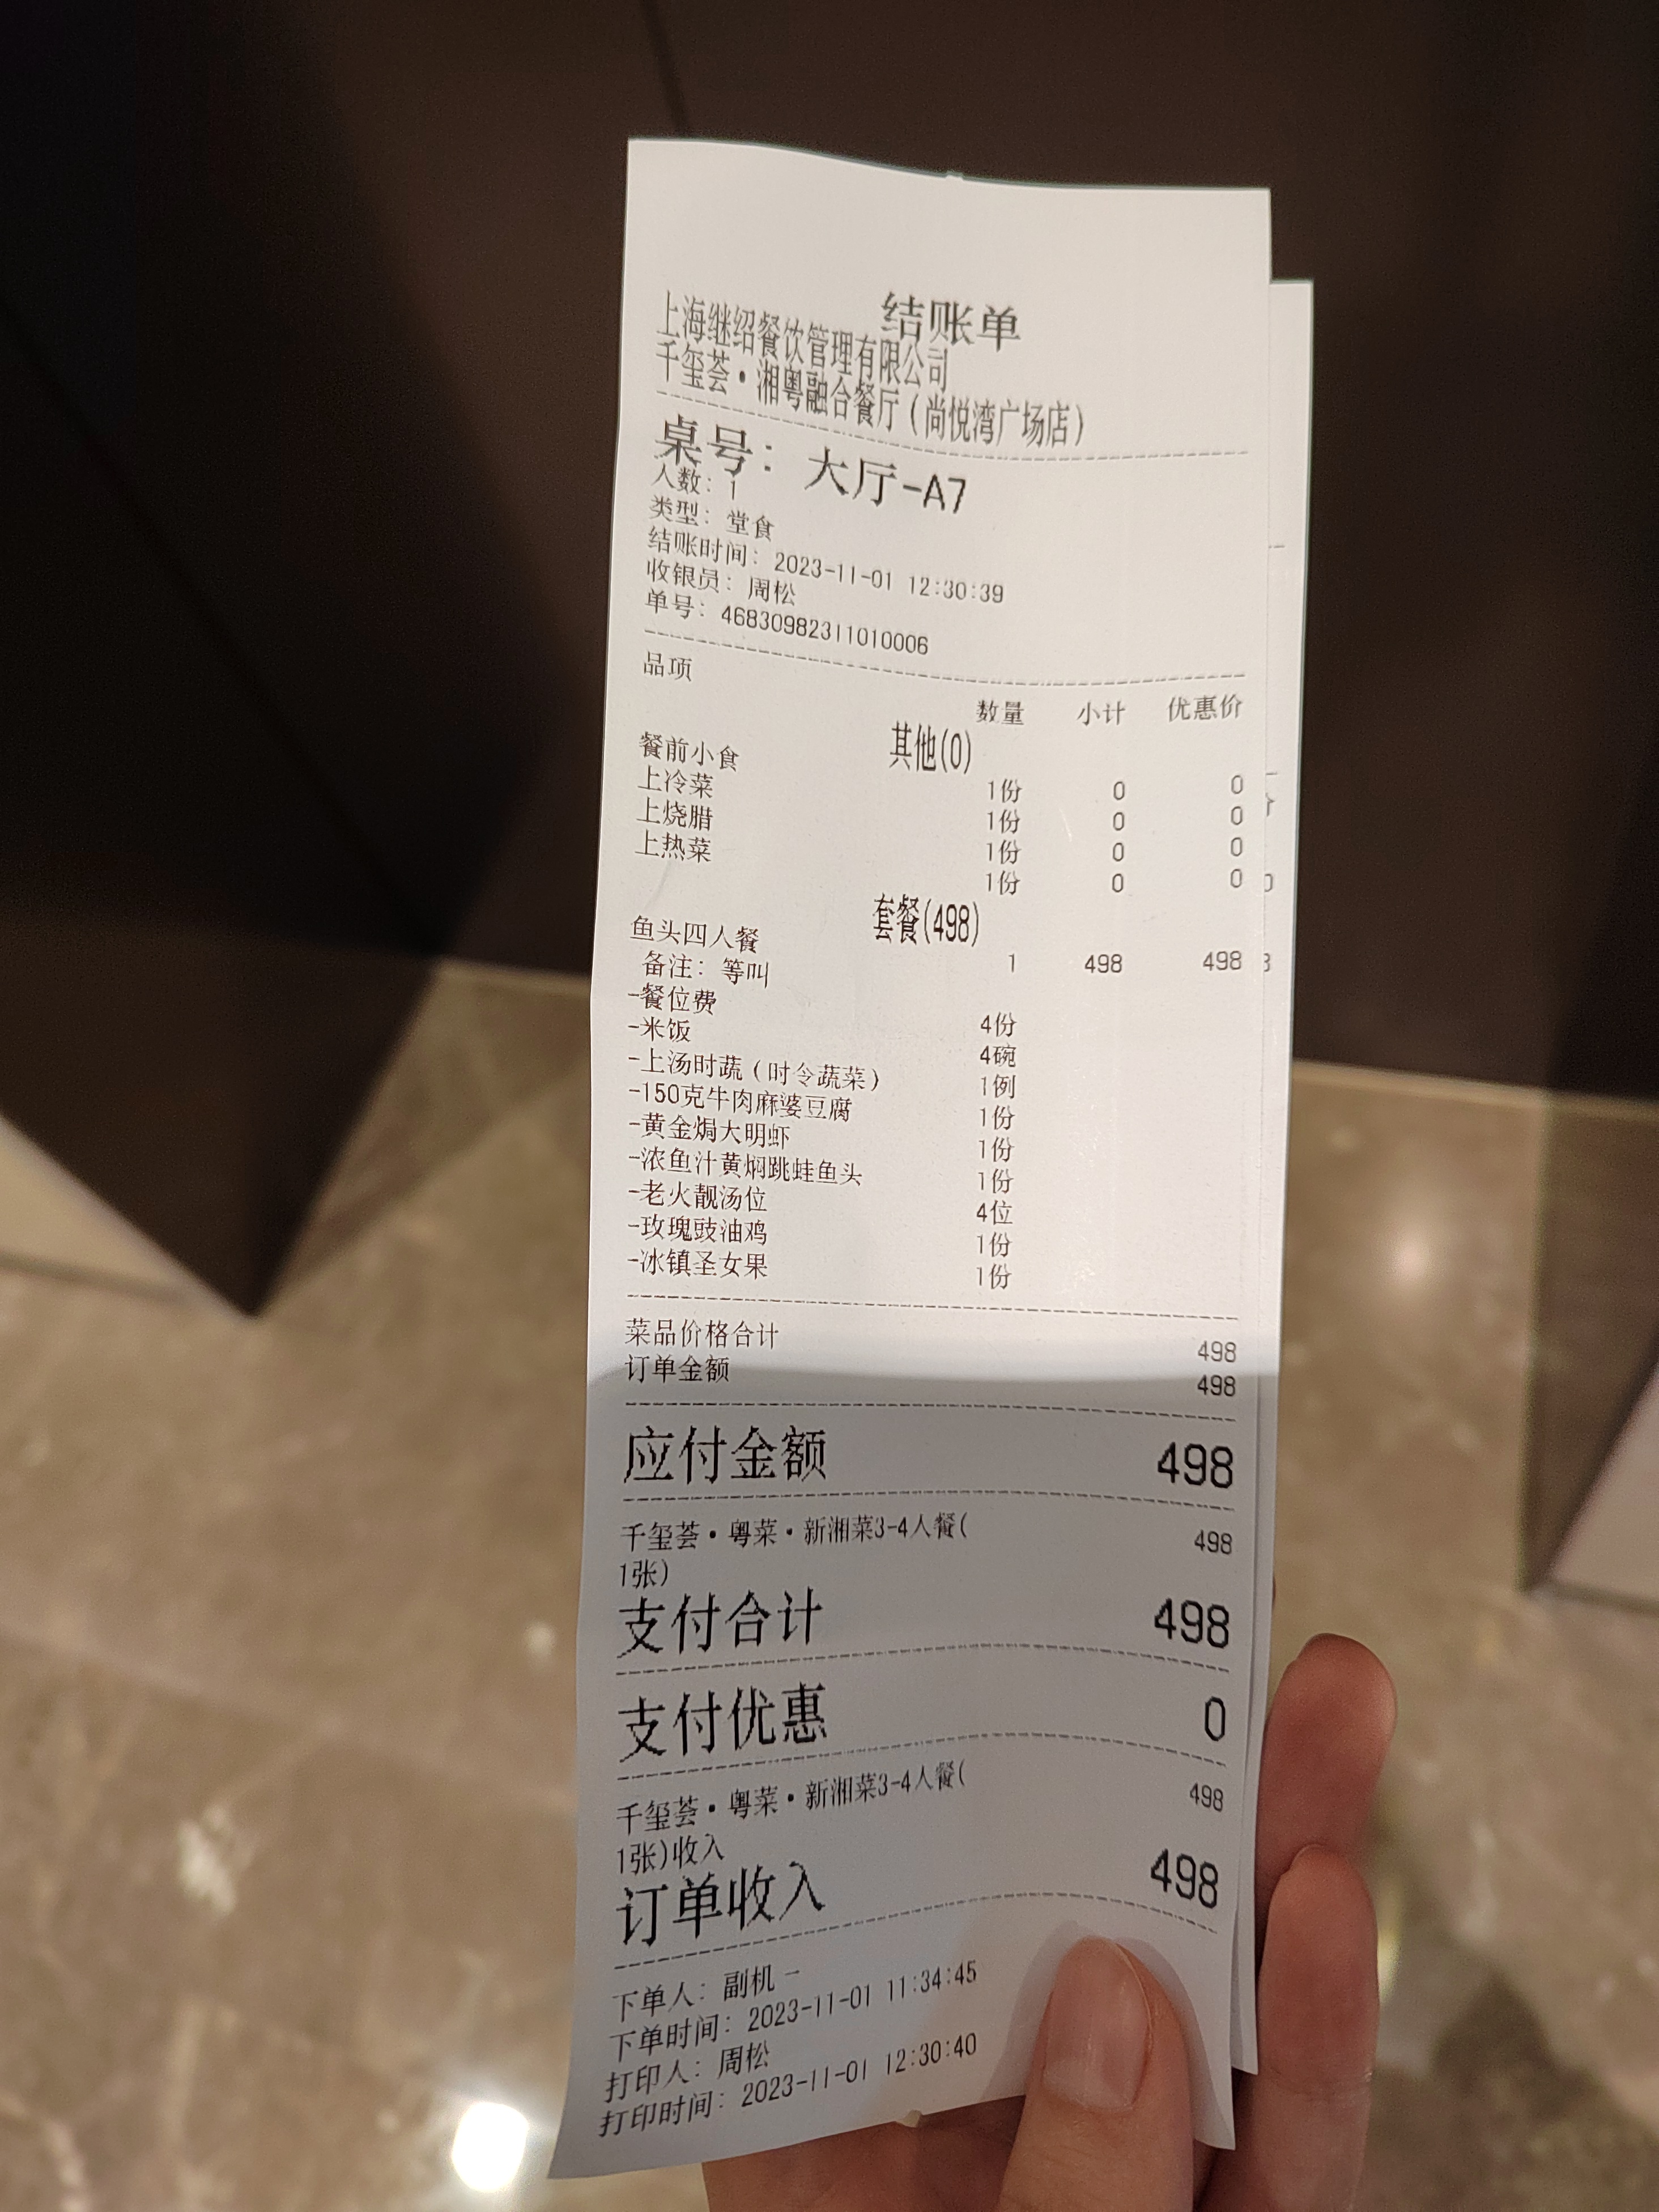 结账单
上海继绍餐饮管理有限公司
千玺荟•湘粤融合餐厅(尚悦湾广场店)
桌号: 大厅-A7
人数: 1
类型: 堂食
结账时间: 2023-11-01 12:30:39
收银员: 周松
单号: 4683098231101​0006
品项 数量 小计 优惠价
其他(0)
餐前小食 1份 0 0
上冷菜 1份 0 0
上烧腊 1份 0 0
上热菜 1份 0 0
套餐(498)
鱼头四人餐 1 498 498
备注: 等叫
-餐位费 4份
-米饭 4碗
-上汤时蔬(时令蔬菜) 1例
-150克牛肉麻婆豆腐 1份
-黄金焗大明虾 1份
-浓鱼汁黄焖跳蛙鱼头 1份
-老火靓汤位 4位
-玫瑰豉油鸡 1份
-冰镇圣女果 1份
菜品价格合计 498
订单金额 498
应付金额 498
千玺荟•粤菜•新湘菜3-4人餐( 498
1张)
支付合计 498
支付优惠 0
千玺荟•粤菜•新湘菜3-4人餐( 498
1张)收入
订单收入 498
下单人: 副机一
下单时间: 2023-11-01 11:34:45
打印人: 周松
打印时间: 2023-11-01 12:30:40